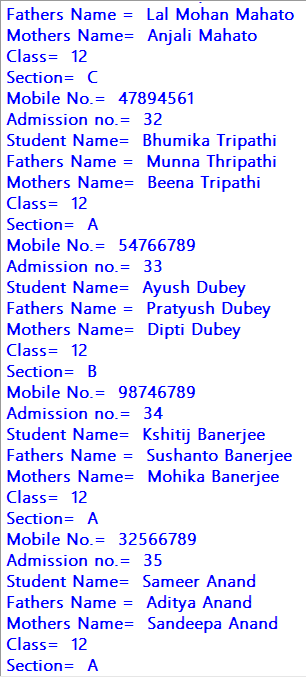 Fathers Name =  Lal Mohan Mahato
Mothers Name=  Anjali Mahato
Class=  12
Section=  C
Mobile No.=  47894561
Admission no.=  32
Student Name=  Bhumika Tripathi
Fathers Name =  Munna Thripathi
Mothers Name=  Beena Tripathi
Class=  12
Section=  A
Mobile No.=  54766789
Admission no.=  33
Student Name=  Ayush Dubey
Fathers Name =  Pratyush Dubey
Mothers Name=  Dipti Dubey
Class=  12
Section=  B
Mobile No.=  98746789
Admission no.=  34
Student Name=  Kshitij Banerjee
Fathers Name =  Sushanto Banerjee
Mothers Name=  Mohika Banerjee
Class=  12
Section=  A
Mobile No.=  32566789
Admission no.=  35
Student Name=  Sameer Anand
Fathers Name =  Aditya Anand
Mothers Name=  Sandeepa Anand
Class=  12
Section=  A